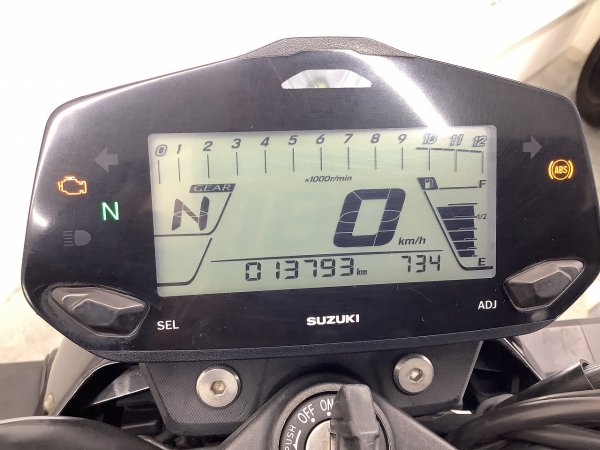 0 1 2 3 4 5 6 7 8 9 10 11 12
x1000r/min
GEAR
N
F
ABS
N
0
1/2
km/h
013793 km 734
E
SEL
SUZUKI
ADJ
PUSH OFF ON